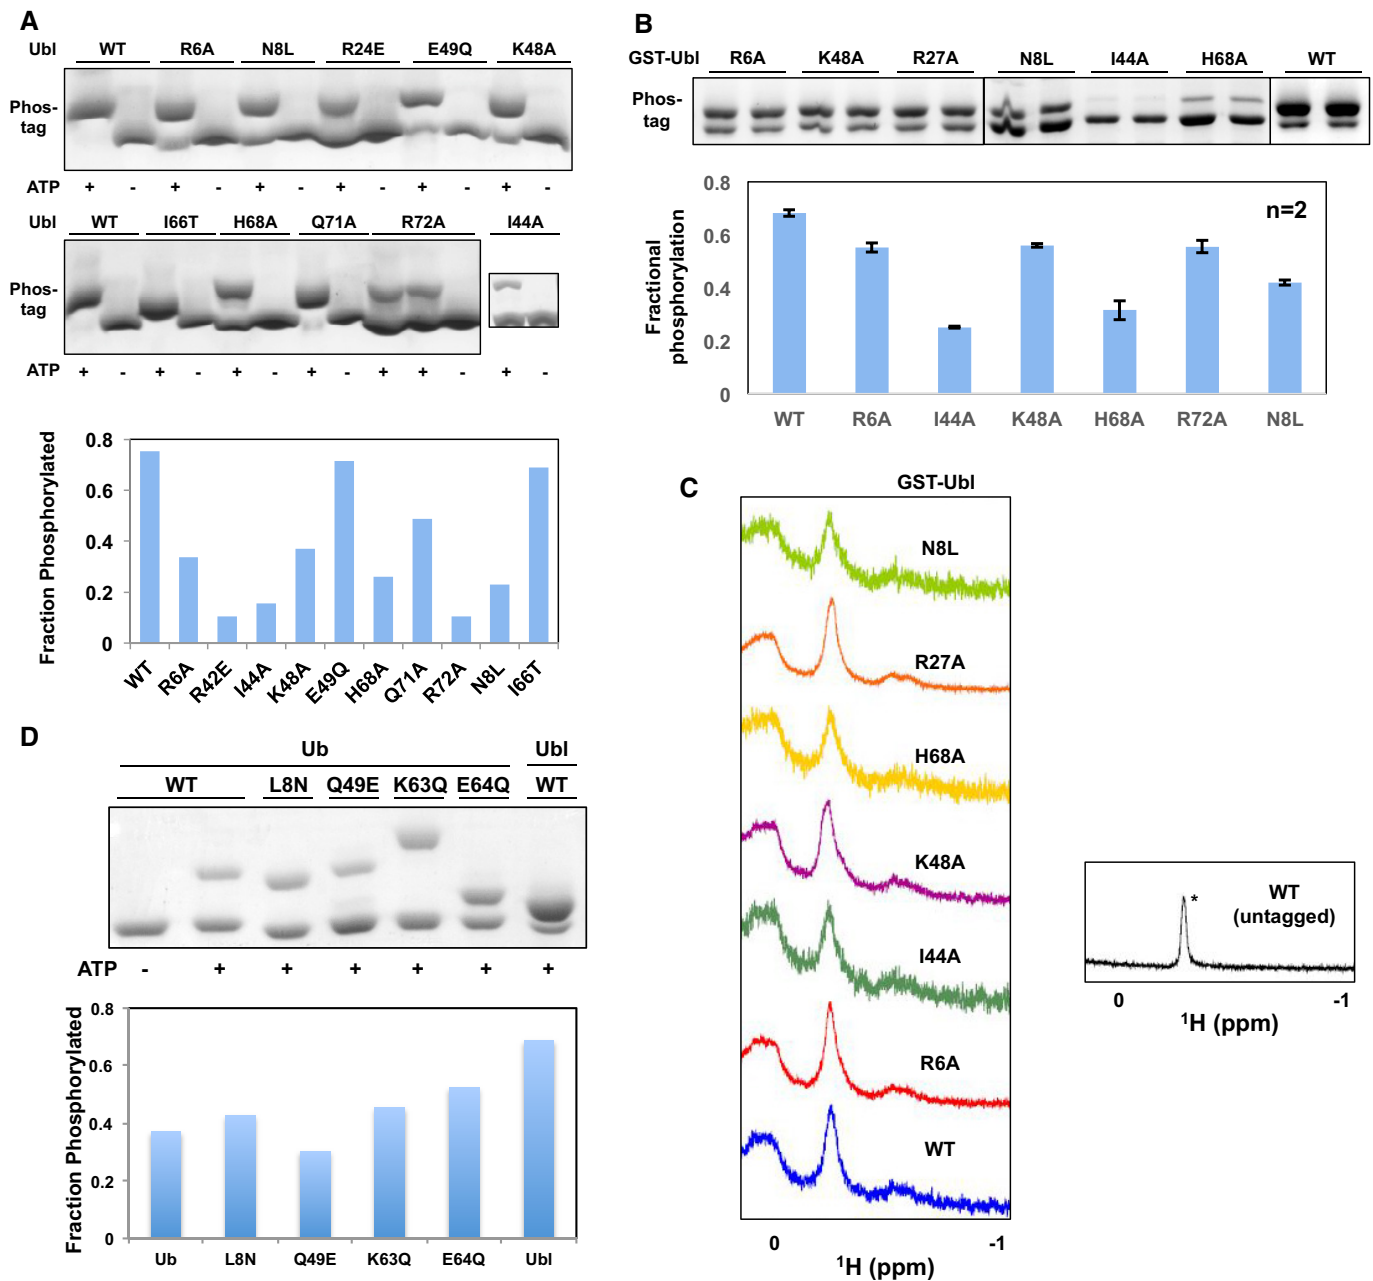 A
Ubl WT R6A N8L R24E E49Q K48A
Phos-
tag
ATP + - + - + - + - + - + -
Ubl WT I66T H68A Q71A R72A I44A
Phos-
tag
ATP + - + - + - + - + + - + -
Fraction Phosphorylated
0.8
0.6
0.4
0.2
0
WT R6A R42E I44A K48A E49Q H68A Q71A R72A N8L I66T
B
GST-Ubl R6A K48A R27A N8L I44A H68A WT
Phos-
tag
Fractional
phosphorylation
0.8
0.6
0.4
0.2
0
n=2
WT R6A I44A K48A H68A R72A N8L
C
GST-Ubl
N8L
R27A
H68A
K48A
I44A
R6A
WT
0 -1
¹H (ppm)
WT
(untagged)
*
0 -1
¹H (ppm)
D
Ub Ubl
WT L8N Q49E K63Q E64Q WT
ATP - + + + + + +
Fraction Phosphorylated
0.8
0.6
0.4
0.2
0
Ub L8N Q49E K63Q E64Q Ubl